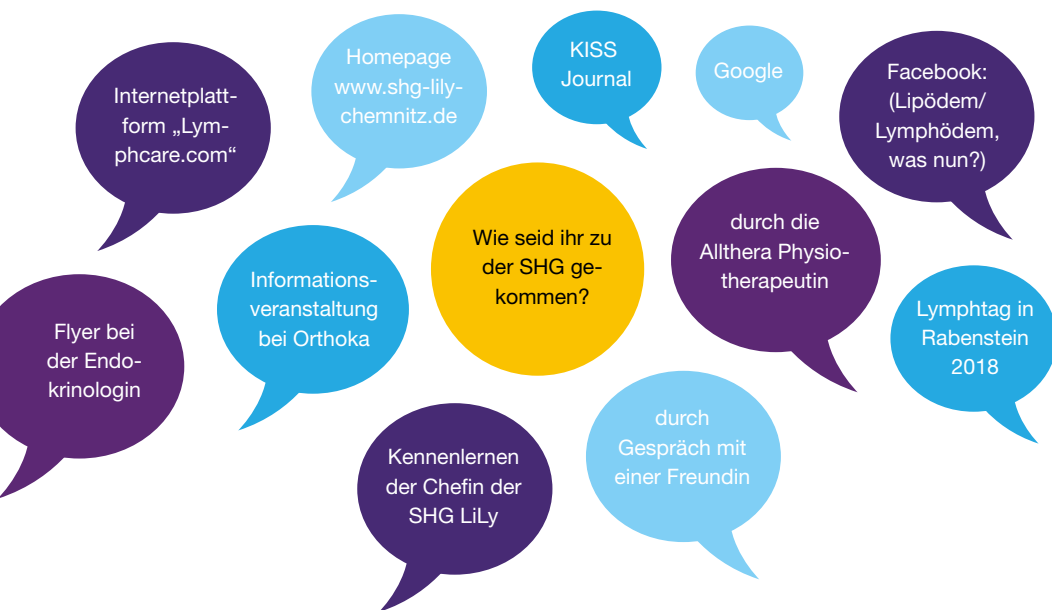 Internetplatt-
form „Lym-
phcare.com“
Homepage
www.shg-lily-
chemnitz.de
KISS
Journal
Google
Facebook:
(Lipödem/
Lymphödem,
was nun?)
Flyer bei
der Endo-
krinologin
Informations-
veranstaltung
bei Orthoka
Wie seid ihr zu
der SHG ge-
kommen?
durch die
Allthera Physio-
therapeutin
Lymphtag in
Rabenstein
2018
Kennenlernen
der Chefin der
SHG LiLy
durch
Gespräch mit
einer Freundin